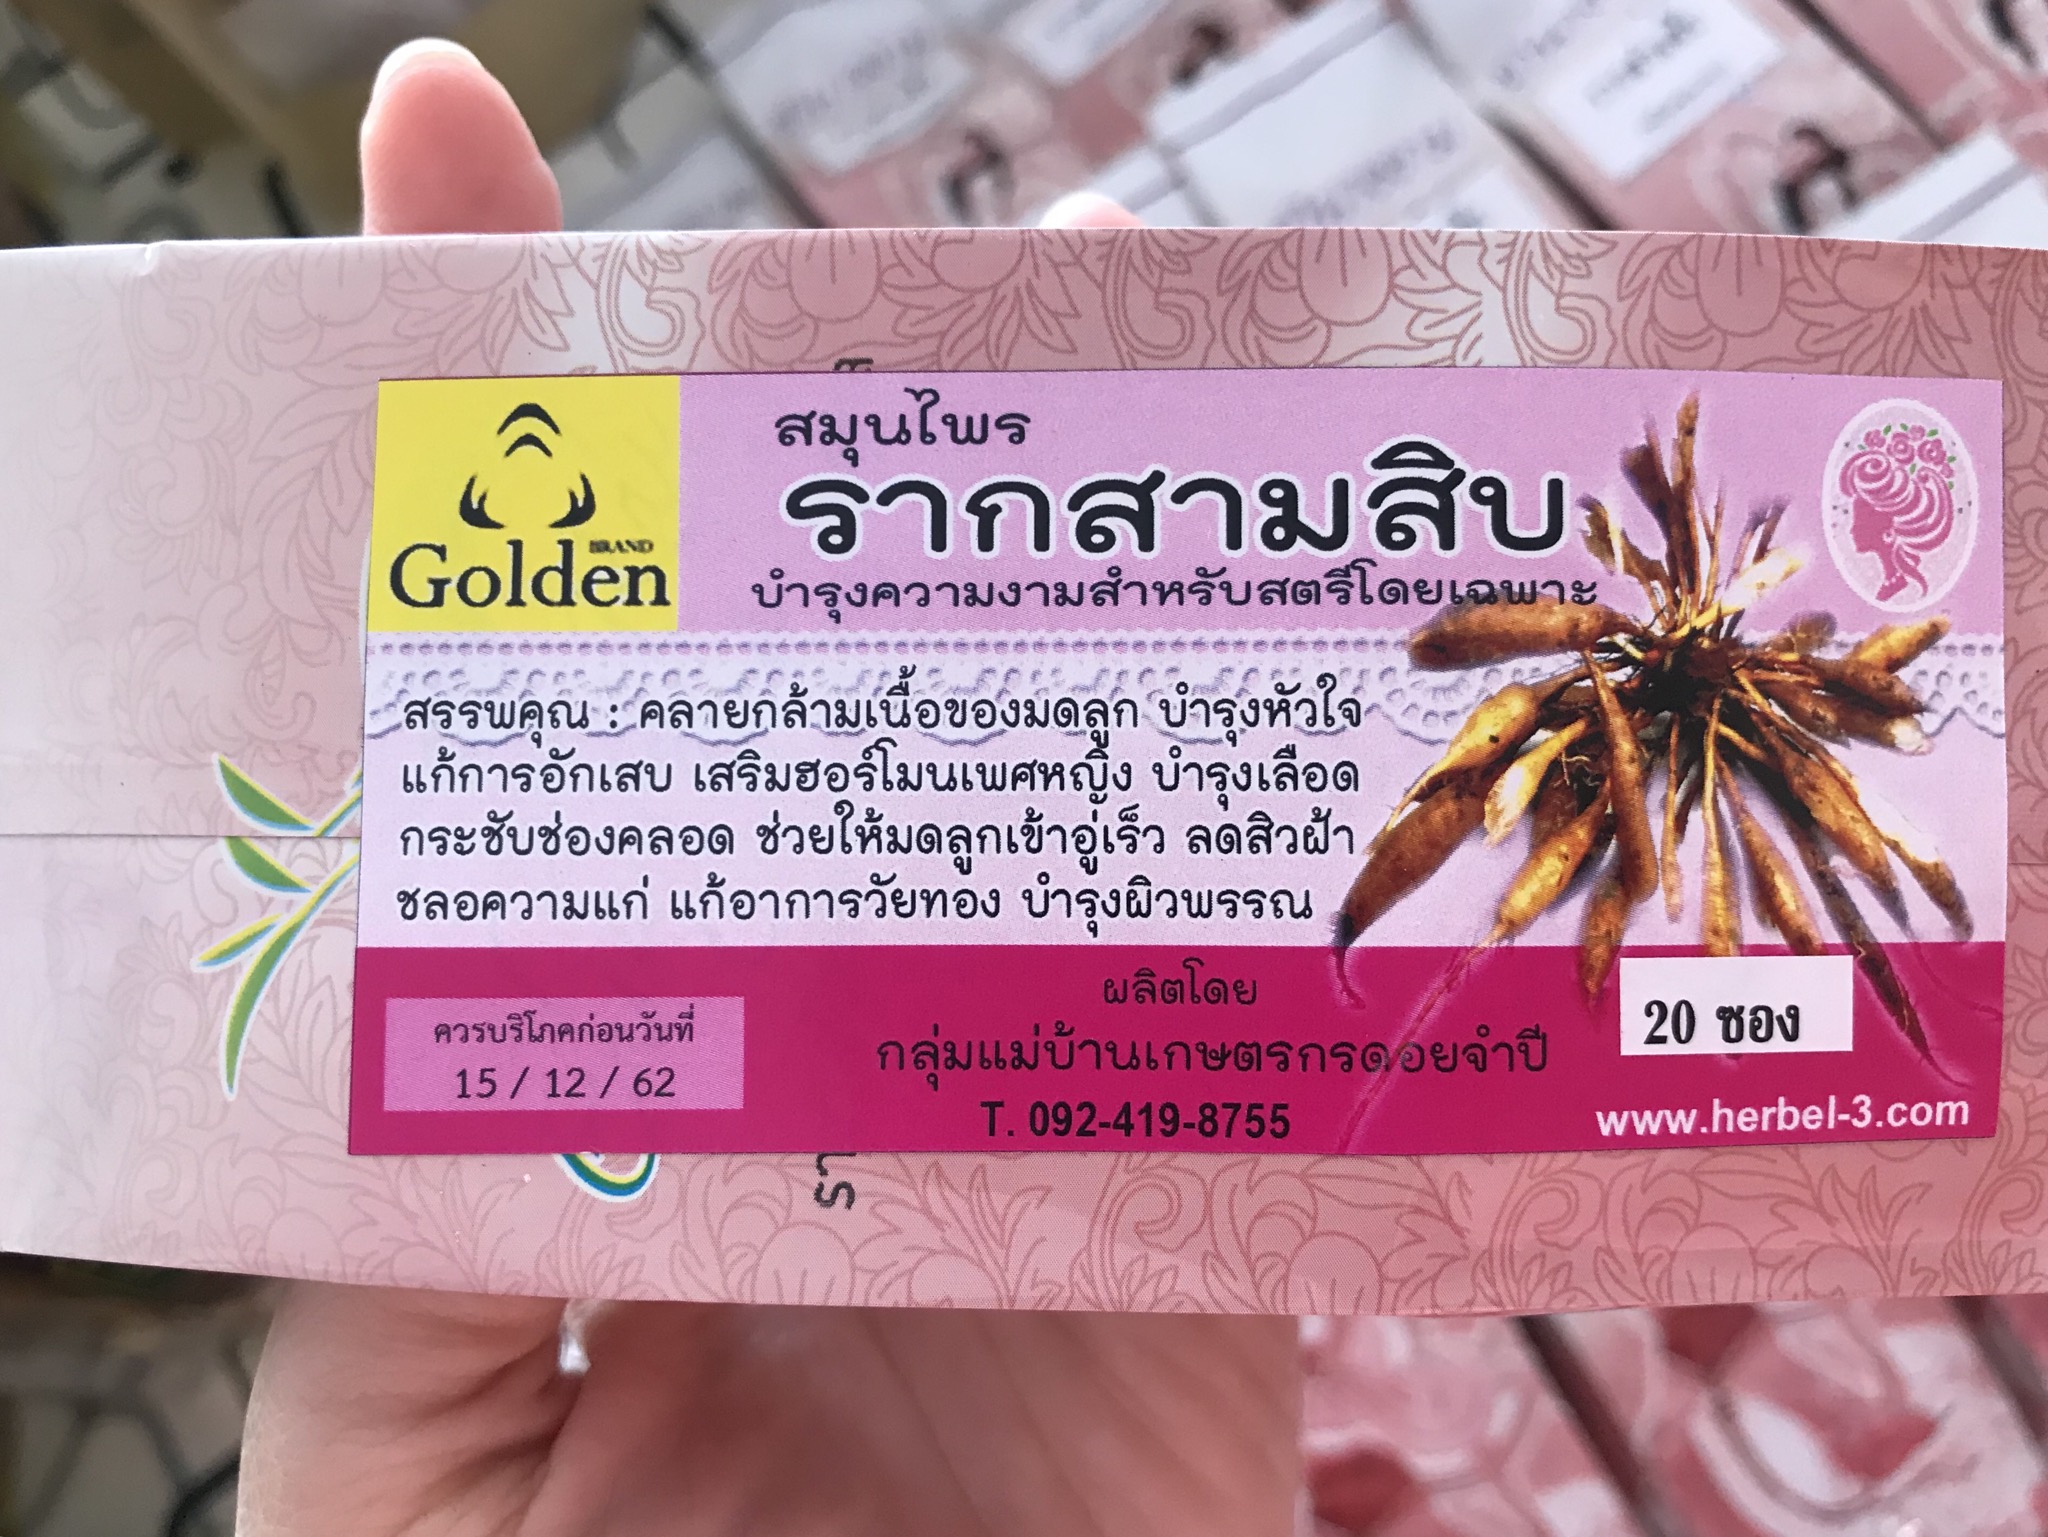 Golden
BRAND
สมุนไพร
รากสามสิบ
บำรุงความงามสำหรับสตรีโดยเฉพาะ
สรรพคุณ : คลายกล้ามเนื้อของมดลูก บำรุงหัวใจ
แก้การอักเสบ เสริมฮอร์โมนเพศหญิง บำรุงเลือด
กระชับช่องคลอด ช่วยให้มดลูกเข้าอู่เร็ว ลดสิวฝ้า
ชลอความแก่ แก้อาการวัยทอง บำรุงผิวพรรณ
ควรบริโภคก่อนวันที่
15 / 12 / 62
ผลิตโดย
กลุ่มแม่บ้านเกษตรกรดอยจำปี
T. 092-419-8755
20 ซอง
www.herbel-3.com